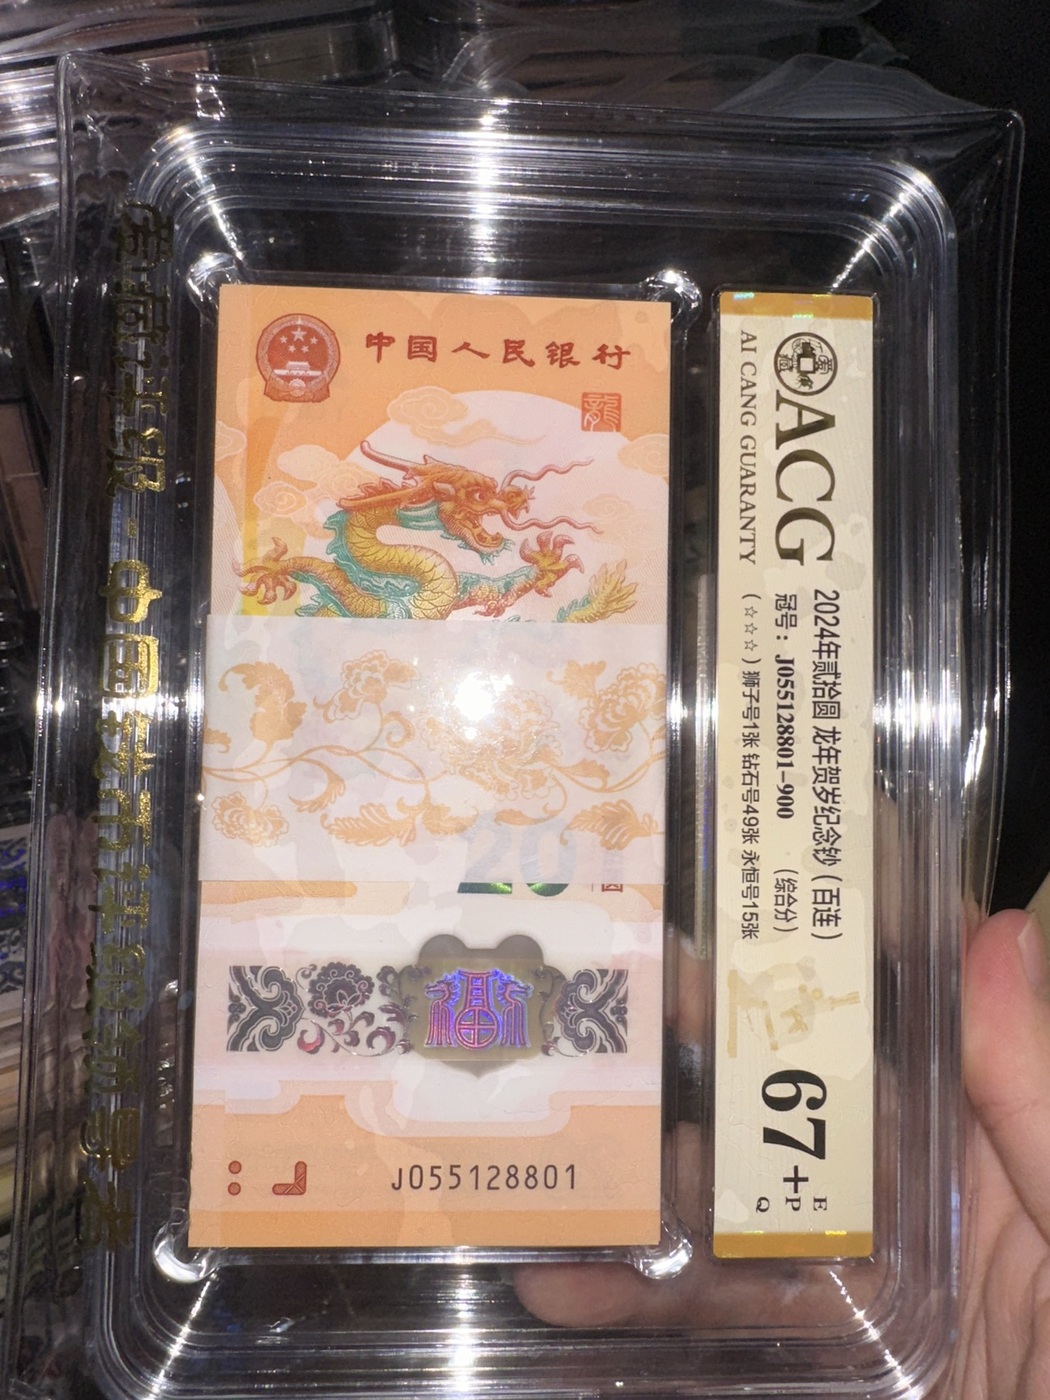 中国人民银行
龍
20
J055128801
ACG
AI CANG GUARANTY
2024年贰拾圆 龙年贺岁纪念钞(百连)
冠号:J055128801-900 (综合分)
(☆☆☆)狮子号1张 钻石号49张 永恒号15张
67+
E
P
Q